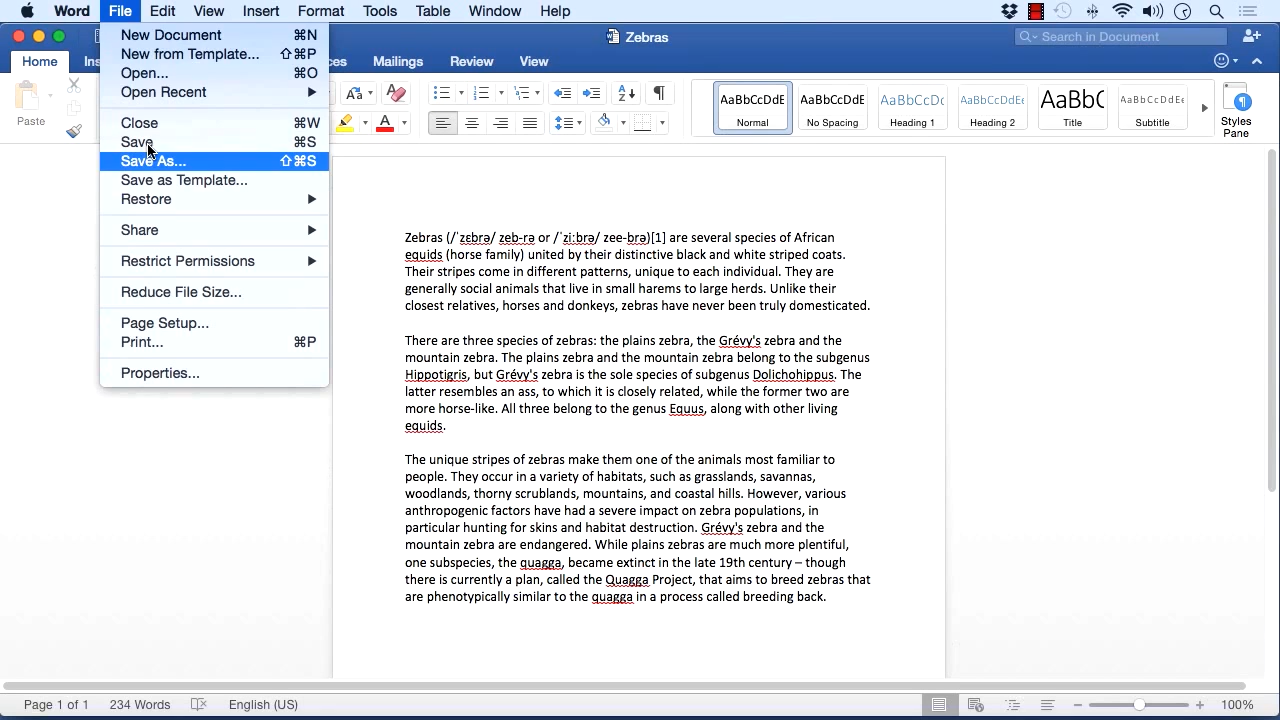 Word File Edit View Insert Format Tools Table Window Help
Zebras
Search in Document
Home Ins ces Mailings Review View
Paste
AaBbCcDdE AaBbCcDdE AaBbCcDc AaBbCcDdE AaBbC AaBbCcDdEe
Normal No Spacing Heading 1 Heading 2 Title Subtitle
Styles
Pane
New Document ⌘N
New from Template... ⇧⌘P
Open... ⌘O
Open Recent
Close ⌘W
Save ⌘S
Save As... ⇧⌘S
Save as Template...
Restore
Share
Restrict Permissions
Reduce File Size...
Page Setup...
Print... ⌘P
Properties...
Zebras (/ˈzɛbrə/ zeb-rə or /ˈziːbrə/ zee-brə)[1] are several species of African
equids (horse family) united by their distinctive black and white striped coats.
Their stripes come in different patterns, unique to each individual. They are
generally social animals that live in small harems to large herds. Unlike their
closest relatives, horses and donkeys, zebras have never been truly domesticated.
There are three species of zebras: the plains zebra, the Grévy's zebra and the
mountain zebra. The plains zebra and the mountain zebra belong to the subgenus
Hippotigris, but Grévy's zebra is the sole species of subgenus Dolichohippus. The
latter resembles an ass, to which it is closely related, while the former two are
more horse-like. All three belong to the genus Equus, along with other living
equids.
The unique stripes of zebras make them one of the animals most familiar to
people. They occur in a variety of habitats, such as grasslands, savannas,
woodlands, thorny scrublands, mountains, and coastal hills. However, various
anthropogenic factors have had a severe impact on zebra populations, in
particular hunting for skins and habitat destruction. Grévy's zebra and the
mountain zebra are endangered. While plains zebras are much more plentiful,
one subspecies, the quagga, became extinct in the late 19th century – though
there is currently a plan, called the Quagga Project, that aims to breed zebras that
are phenotypically similar to the quagga in a process called breeding back.
Page 1 of 1 234 Words English (US) 100%